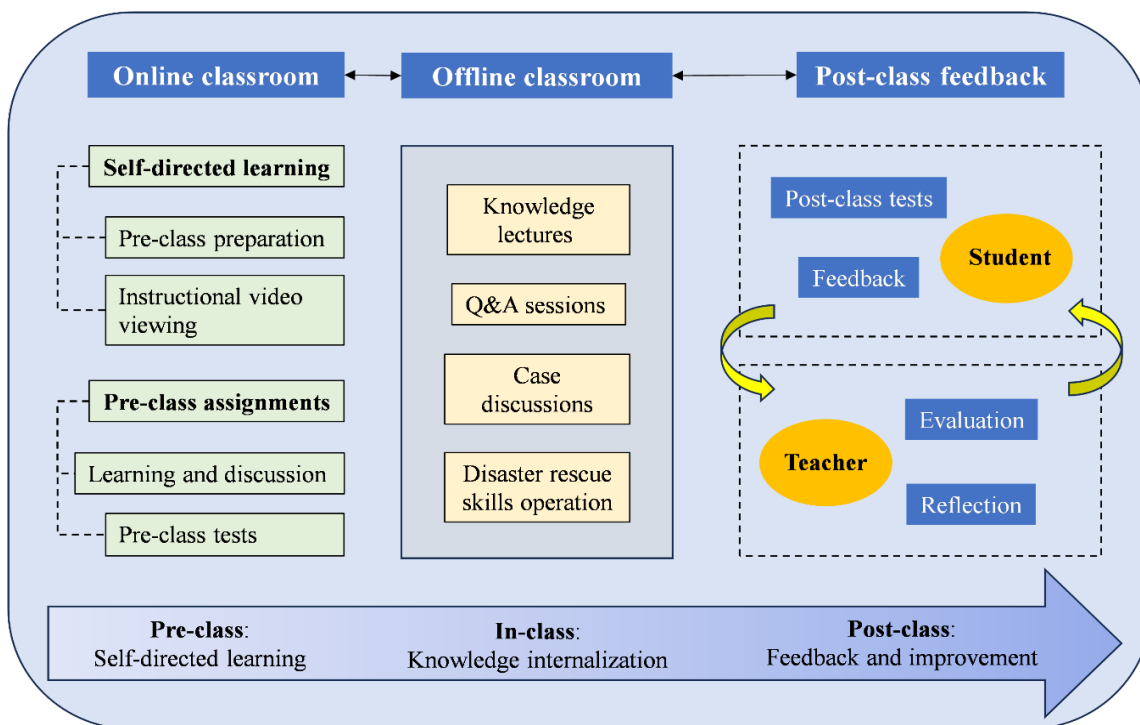 Online classroom
Offline classroom
Post-class feedback
Self-directed learning
Pre-class preparation
Instructional video
viewing
Pre-class assignments
Learning and discussion
Pre-class tests
Knowledge
lectures
Q&A sessions
Case
discussions
Disaster rescue
skills operation
Post-class tests
Student
Feedback
Evaluation
Teacher
Reflection
Pre-class:
Self-directed learning
In-class:
Knowledge internalization
Post-class:
Feedback and improvement